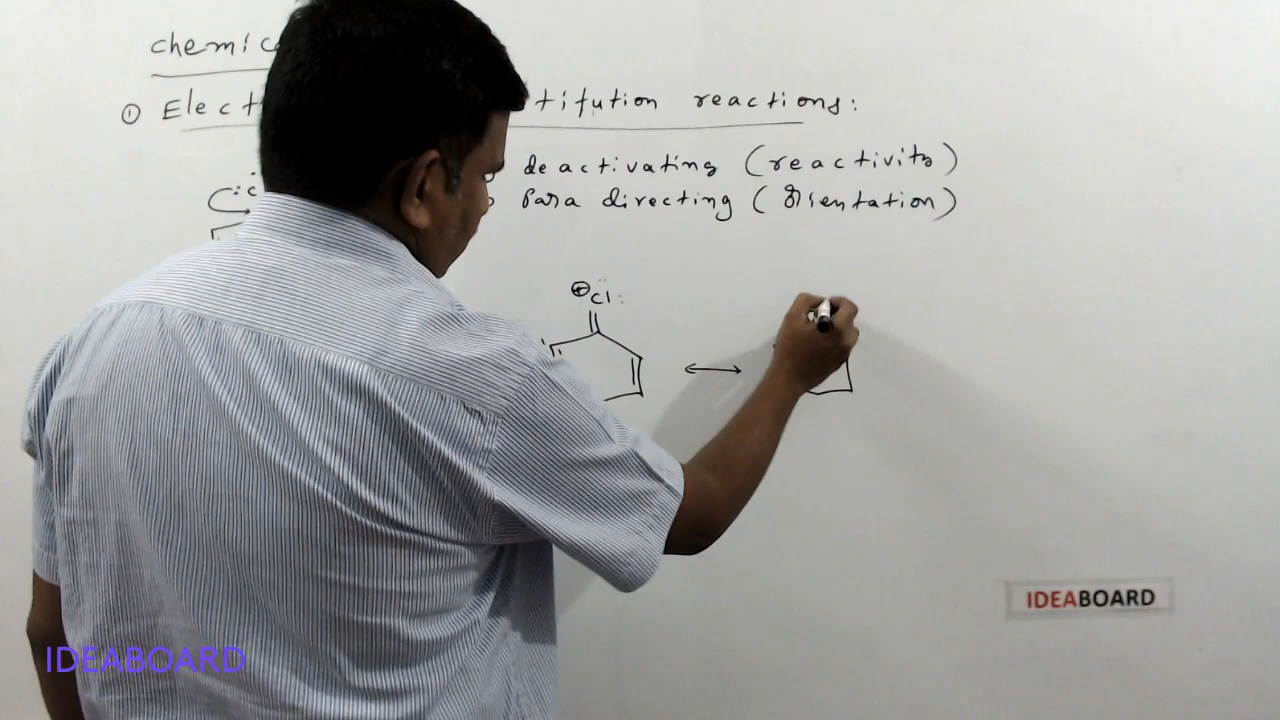 chemic
① Elect titution reactions:
deactivating (reactivity)
para directing (orientation)
:c
⊕ Cl:
IDEABOARD
IDEABOARD